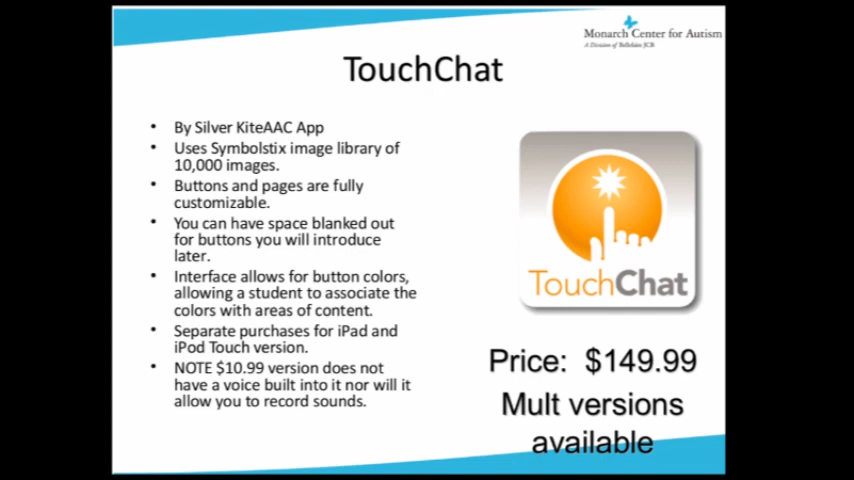 Monarch Center for Autism
A Division of Bellefaire JCB
TouchChat
• By Silver KiteAAC App
• Uses Symbolstix image library of
10,000 images.
• Buttons and pages are fully
customizable.
• You can have space blanked out
for buttons you will introduce
later.
• Interface allows for button colors,
allowing a student to associate the
colors with areas of content.
• Separate purchases for iPad and
iPod Touch version.
• NOTE $10.99 version does not
have a voice built into it nor will it
allow you to record sounds.
TouchChat
Price: $149.99
Mult versions
available